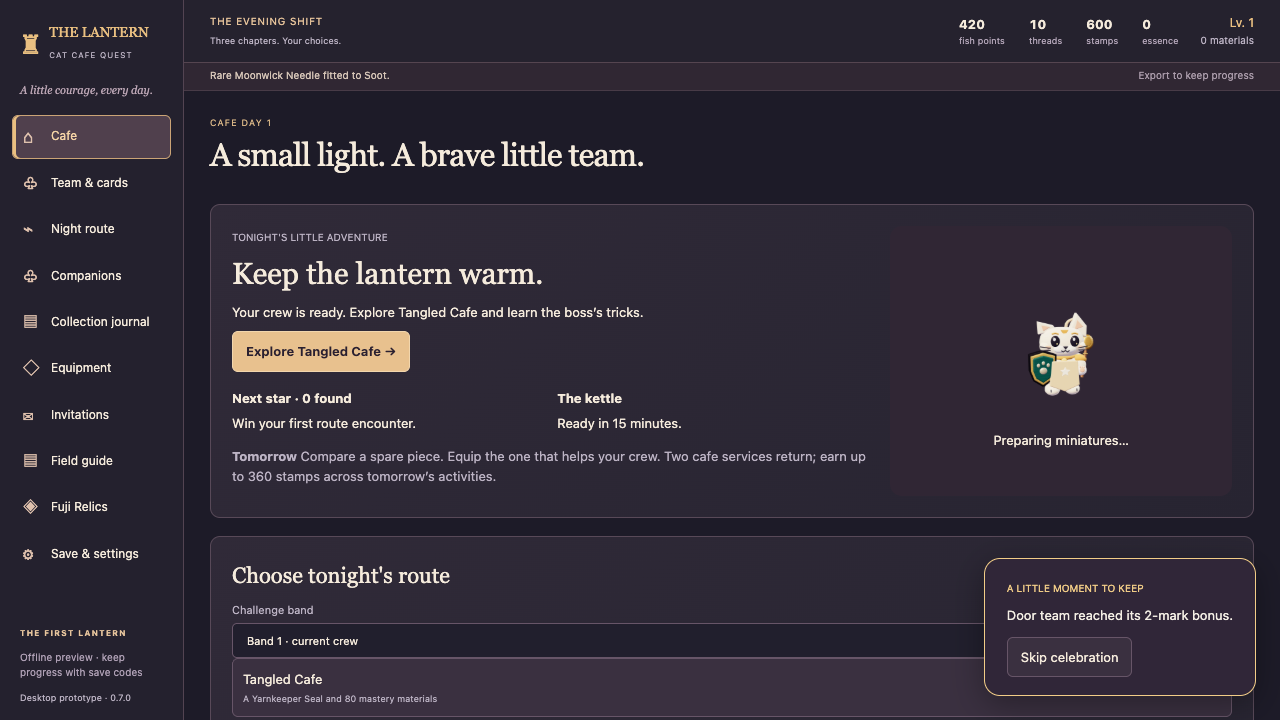 THE LANTERN
CAT CAFE QUEST
A little courage, every day.
Cafe
Team & cards
Night route
Companions
Collection journal
Equipment
Invitations
Field guide
Fuji Relics
Save & settings
THE FIRST LANTERN
Offline preview · keep
progress with save codes
Desktop prototype · 0.7.0
THE EVENING SHIFT
Three chapters. Your choices.
420
fish points
10
threads
600
stamps
0
essence
Lv. 1
0 materials
Rare Moonwick Needle fitted to Soot.
Export to keep progress
CAFE DAY 1
A small light. A brave little team.
TONIGHT'S LITTLE ADVENTURE
Keep the lantern warm.
Your crew is ready. Explore Tangled Cafe and learn the boss’s tricks.
Explore Tangled Cafe →
Next star · 0 found
Win your first route encounter.
The kettle
Ready in 15 minutes.
Tomorrow Compare a spare piece. Equip the one that helps your crew. Two cafe services return; earn up
to 360 stamps across tomorrow’s activities.
Preparing miniatures…
Choose tonight's route
Challenge band
Band 1 · current crew
Tangled Cafe
A Yarnkeeper Seal and 80 mastery materials
A LITTLE MOMENT TO KEEP
Door team reached its 2-mark bonus.
Skip celebration